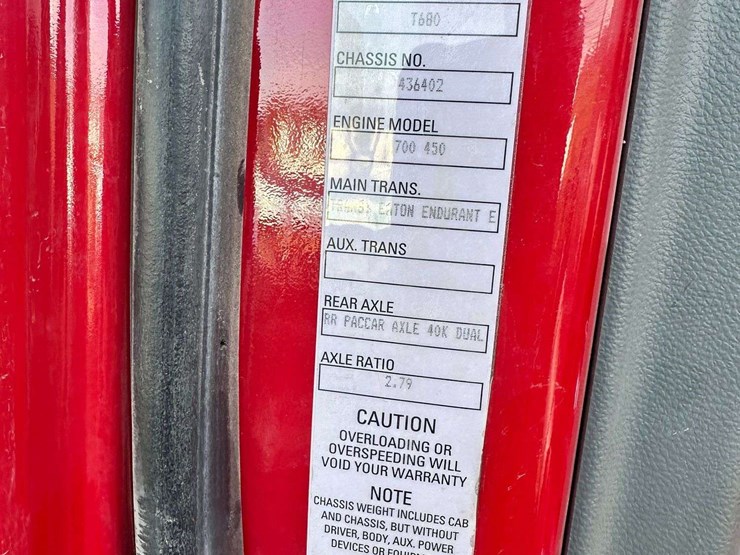 T680
CHASSIS NO.
436402
ENGINE MODEL
700 450
MAIN TRANS.
EATON ENDURANT E
AUX. TRANS
REAR AXLE
RR PACCAR AXLE 40K DUAL
AXLE RATIO
2.79
CAUTION
OVERLOADING OR
OVERSPEEDING WILL
VOID YOUR WARRANTY
NOTE
CHASSIS WEIGHT INCLUDES CAB
AND CHASSIS, BUT WITHOUT
DRIVER, BODY, AUX. POWER
DEVICES OR